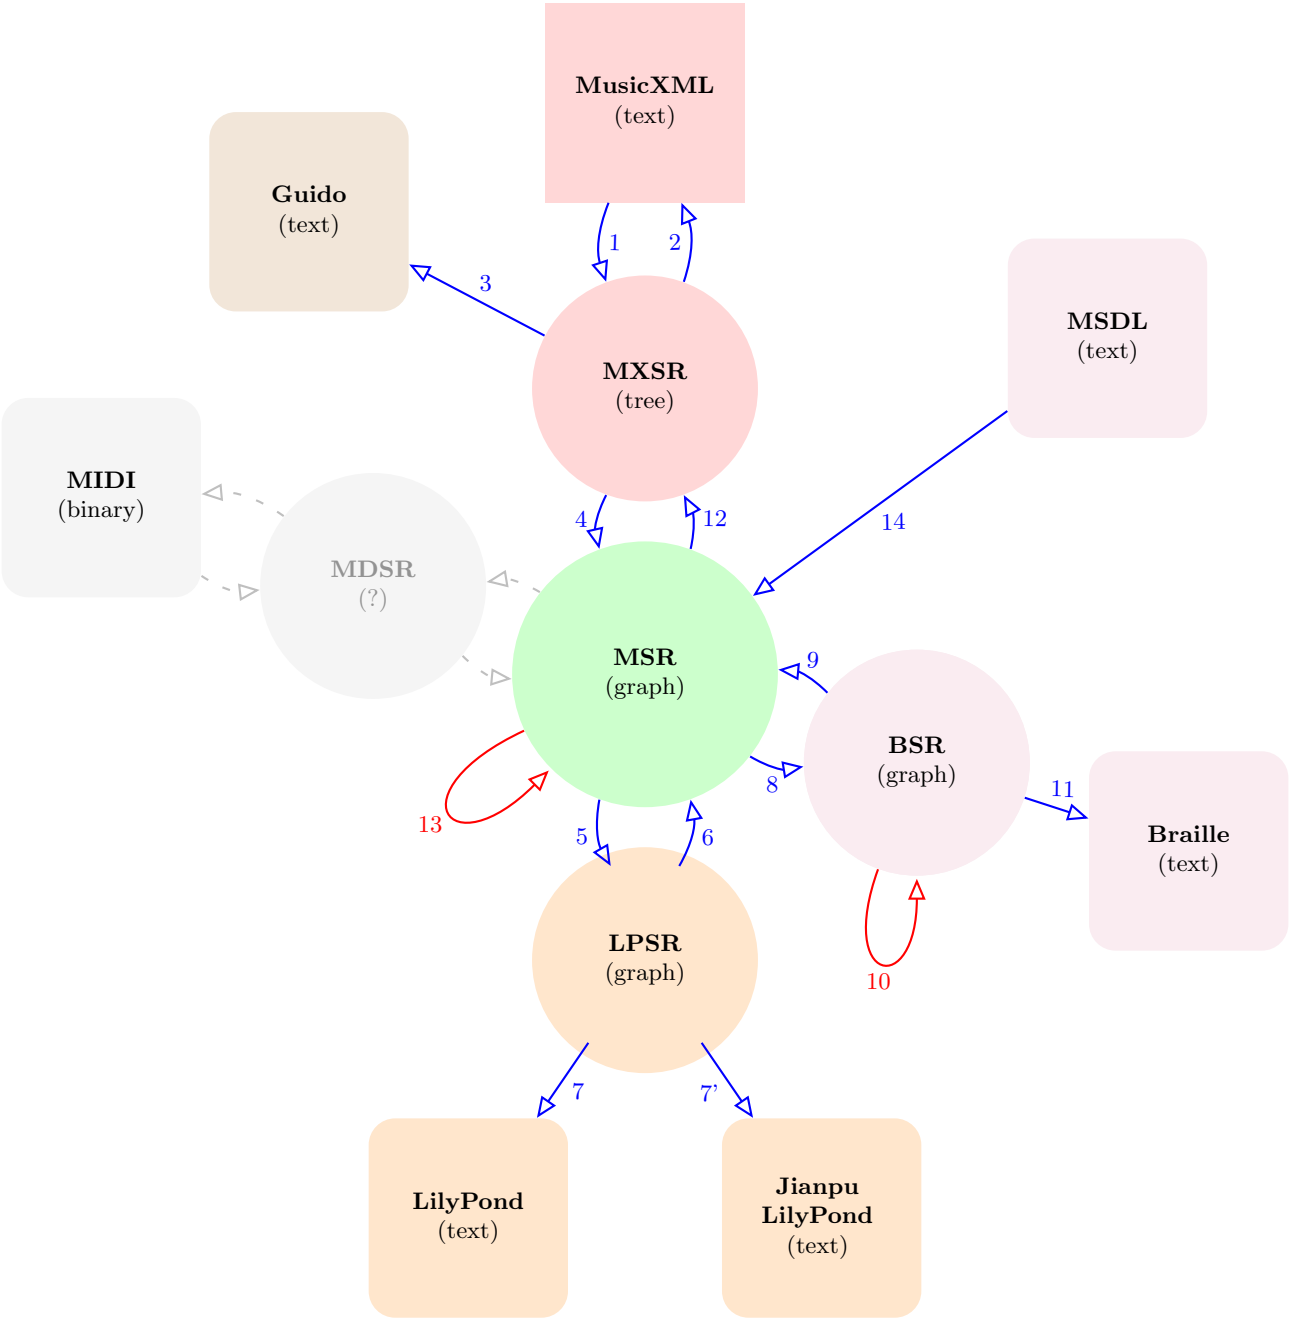 MusicXML
(text)
Guido
(text)
1
2
3
MSDL
(text)
MXSR
(tree)
MIDI
(binary)
4
12
14
MDSR
(?)
MSR
(graph)
9
8
BSR
(graph)
11
13
5
6
Braille
(text)
LPSR
(graph)
10
7
7'
LilyPond
(text)
Jianpu
LilyPond
(text)